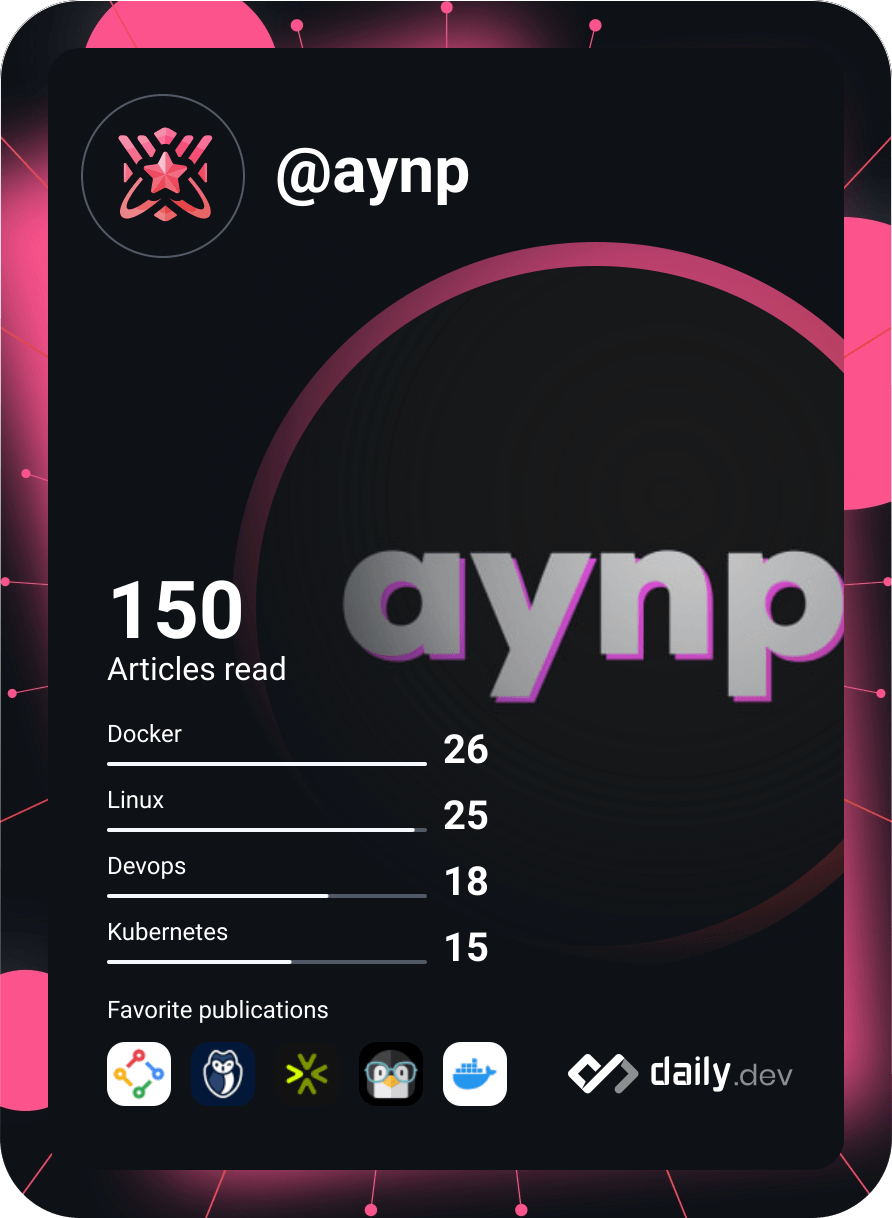 @aynp
aynp
150
Articles read
Docker
26
Linux
25
Devops
18
Kubernetes
15
Favorite publications
daily.dev